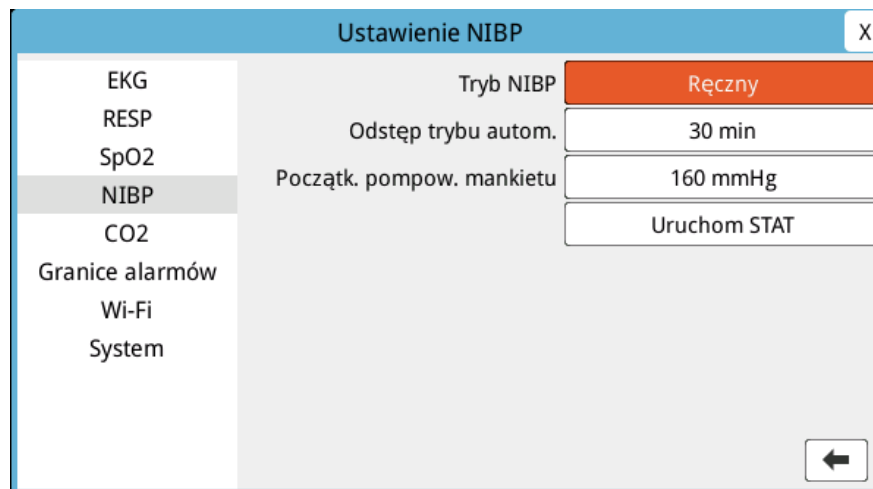 Ustawienie NIBP
X
EKG
RESP
SpO2
NIBP
CO2
Granice alarmów
Wi-Fi
System
Tryb NIBP
Ręczny
Odstęp trybu autom.
30 min
Początk. pompow. mankietu
160 mmHg
Uruchom STAT